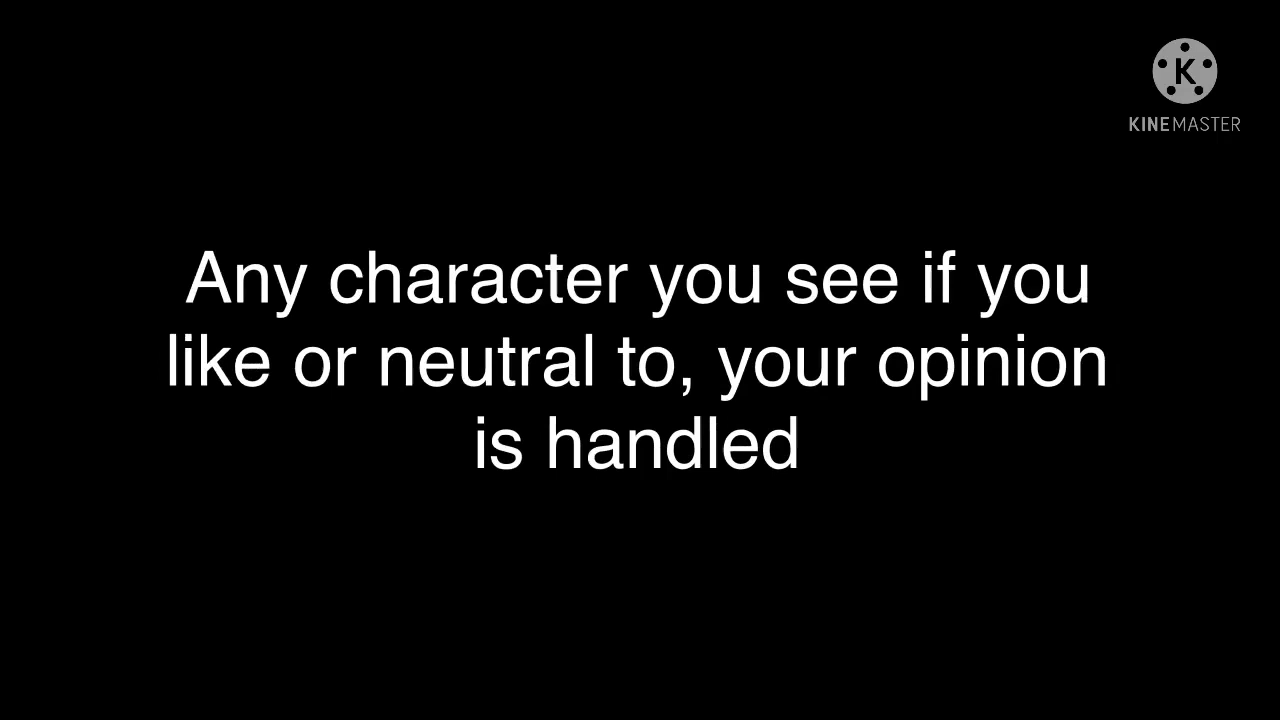 K
KINEMASTER
Any character you see if you
like or neutral to, your opinion
is handled